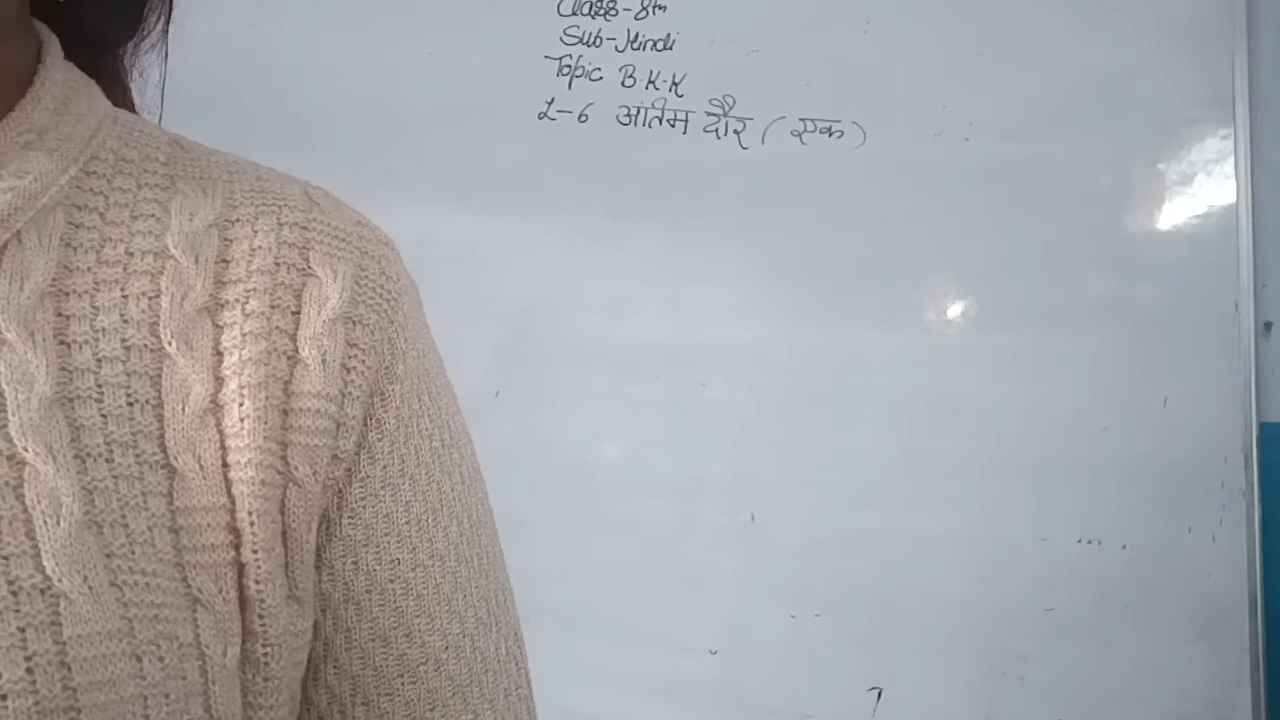 Class-8th
Sub-Hindi
Topic B.K.K
L-6 अंतिम दौर (एक)